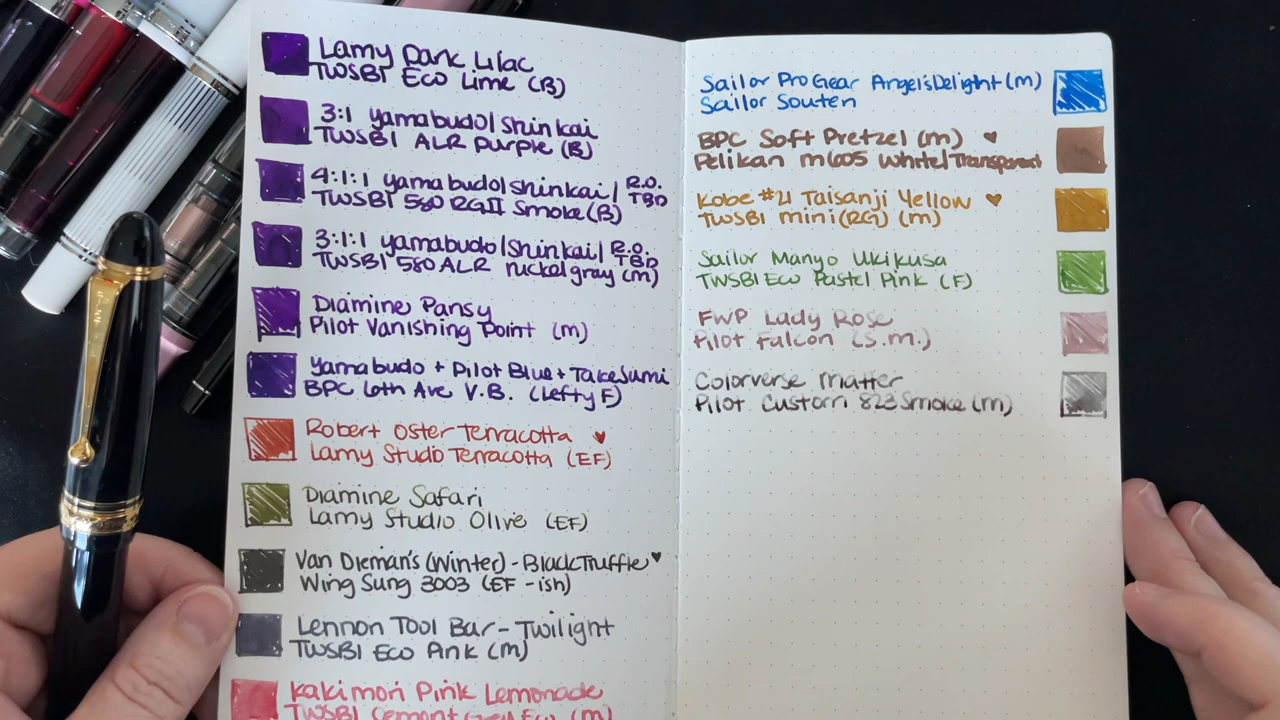 Lamy Dark Lilac
TWSBI Eco Lime (B)
3:1 yamabudo/shinkai
TWSBI ALR purple (B)
4:1:1 yamabudo/shinkai/R.O. TBD
TWSBI 580 RGII Smoke (B)
3:1:1 yamabudo/shinkai/R.O. TBD
TWSBI 580 ALR nickel gray (m)
Diamine Pansy
Pilot Vanishing Point (m)
Yamabudo + Pilot Blue + TakeSumi
BPC 6th Ave V.B. (Lefty F)
Robert Oster Terracotta ♥
Lamy Studio Terracotta (EF)
Diamine Safari
Lamy Studio Olive (EF)
Van Dieman's (Winter) - Black Truffle ♥
Wing Sung 3003 (EF -ish)
Lennon Tool Bar - Twilight
TWSBI Eco Pink (m)
Kakimori Pink Lemonade
TWSBI Cement Grey Eco (m)
Sailor ProGear Angel's Delight (m)
Sailor Souten
BPC Soft Pretzel (m) ♥
Pelikan m605 White/Transparent
Kobe #21 Taisanji Yellow ♥
TWSBI mini (RG) (m)
Sailor Manyo Ukikusa
TWSBI Eco Pastel Pink (F)
FWP Lady Rose
Pilot Falcon (S.m.)
Colorverse Matter
Pilot Custom 823 Smoke (m)